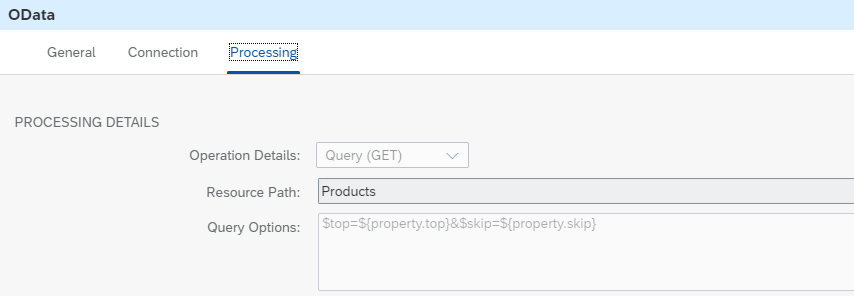 OData
General Connection Processing
PROCESSING DETAILS
Operation Details: Query (GET)
Resource Path: Products
Query Options: $top=${property.top}&$skip=${property.skip}